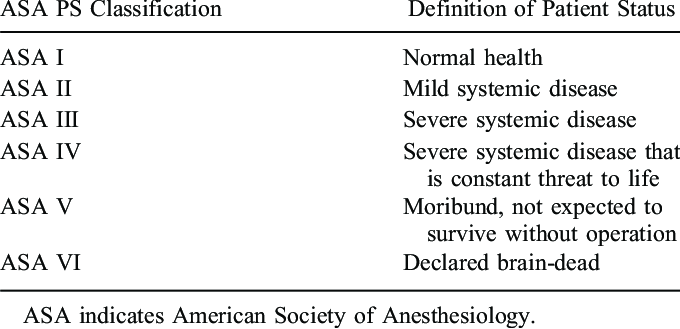 ASA PS Classification Definition of Patient Status
ASA I Normal health
ASA II Mild systemic disease
ASA III Severe systemic disease
ASA IV Severe systemic disease that
is constant threat to life
ASA V Moribund, not expected to
survive without operation
ASA VI Declared brain-dead
ASA indicates American Society of Anesthesiology.